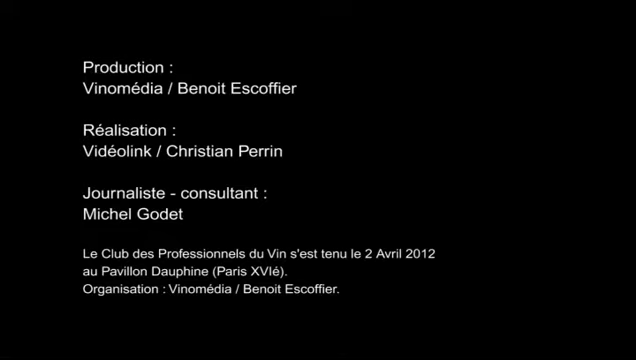 Production :
Vinomédia / Benoit Escoffier
Réalisation :
Vidéolink / Christian Perrin
Journaliste - consultant :
Michel Godet
Le Club des Professionnels du Vin s'est tenu le 2 Avril 2012
au Pavillon Dauphine (Paris XVIé).
Organisation : Vinomédia / Benoit Escoffier.